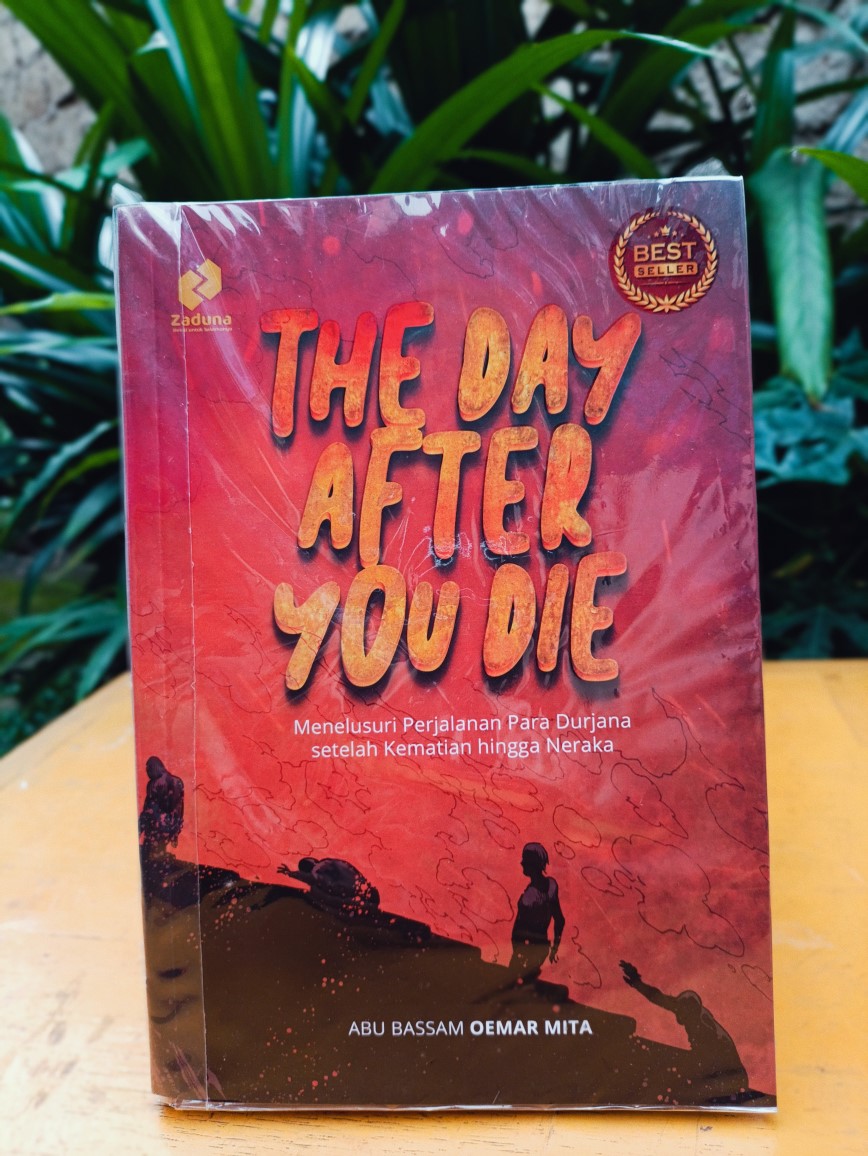 BEST
SELLER
Zaduna
THE DAY
AFTER
YOU DIE
Menelusuri Perjalanan Para Durjana
setelah Kematian hingga Neraka
ABU BASSAM OEMAR MITA